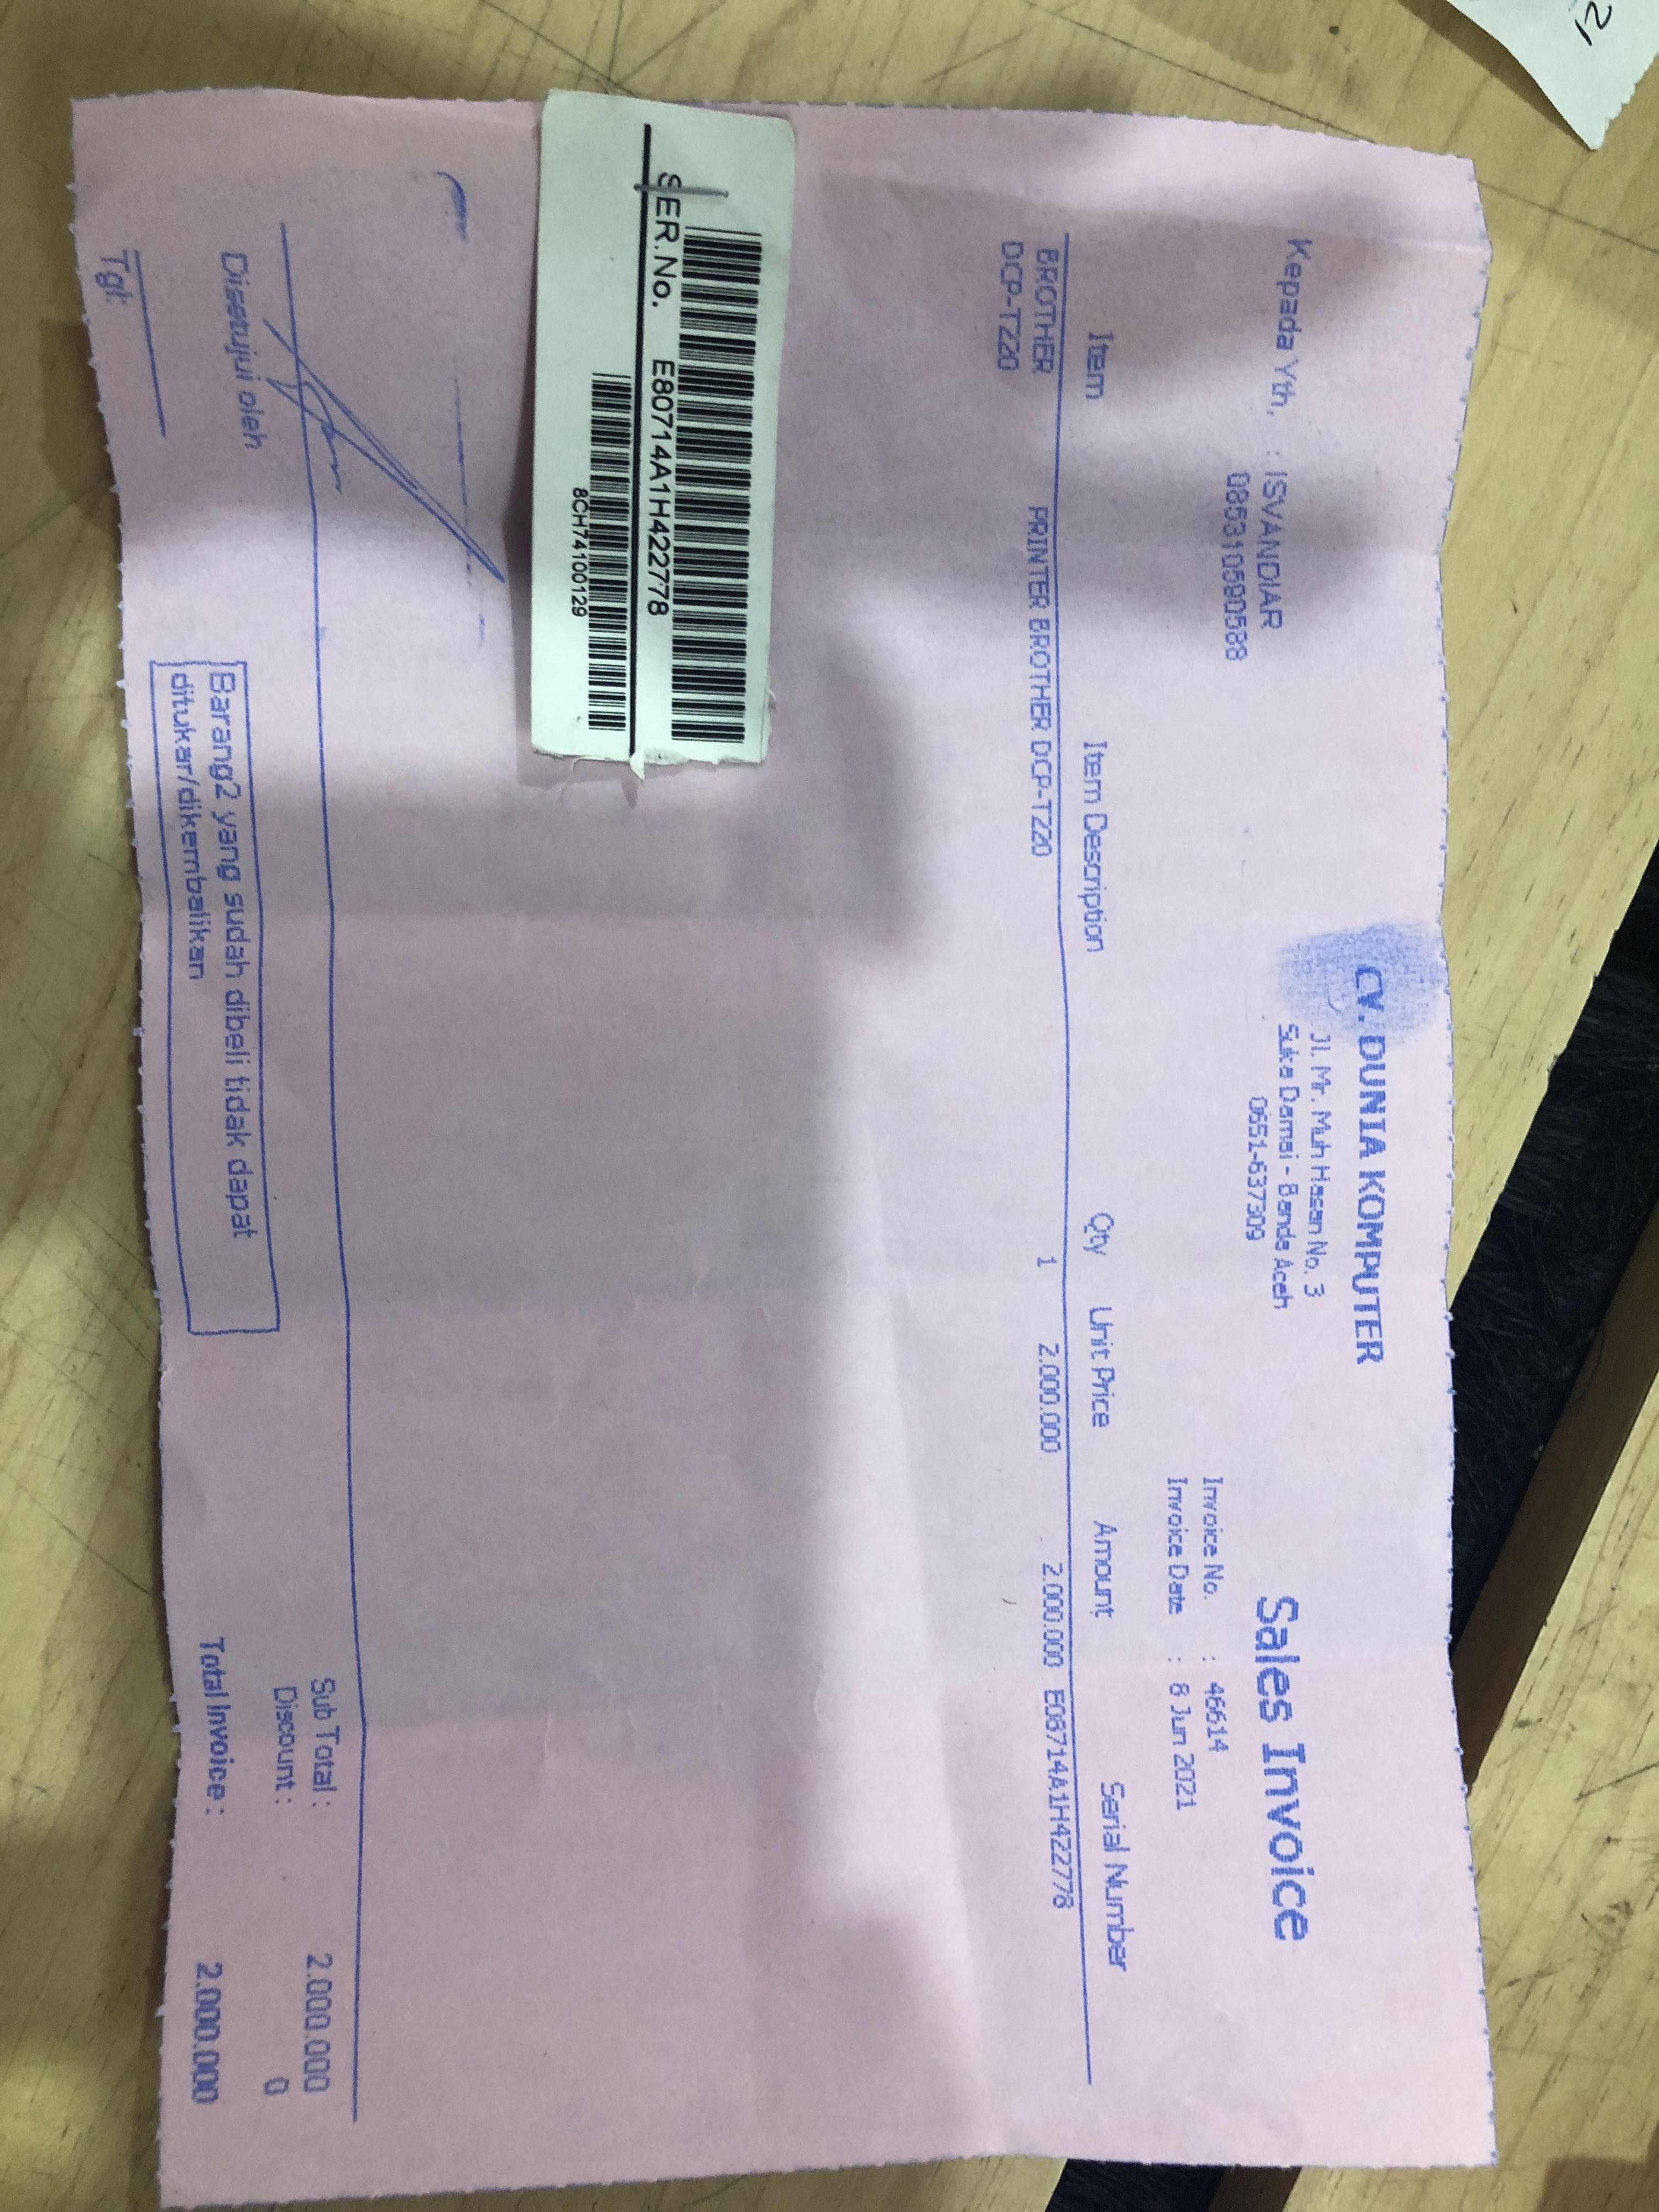 CV. DUNIA KOMPUTER
Jl. Mr. Muh Hasan No. 3
Suka Damai - Banda Aceh
0651-637309
Sales Invoice
Kepada Yth, : ISVANDIAR
085310590588
Invoice No. : 46614
Invoice Date : 8 Jun 2021
Item Item Description Qty Unit Price Amount Serial Number
BROTHER DCP-T220 PRINTER BROTHER DCP-T220 1 2.000.000 2.000.000 E08714A1H422778
SER.No. E80714A1H422778
8CH74100129
Disetujui oleh
Tgl:
Barang2 yang sudah dibeli tidak dapat
ditukar/dikembalikan
Sub Total : 2.000.000
Discount : 0
Total Invoice : 2.000.000
12